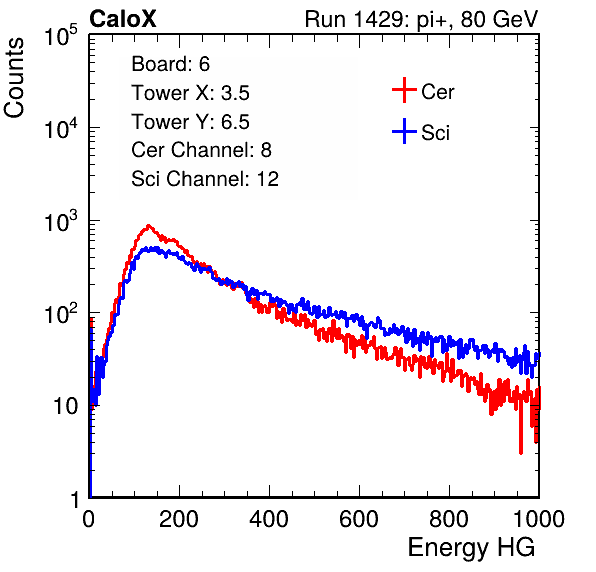 CaloX Run 1429: pi+, 80 GeV
Board: 6
Tower X: 3.5
Tower Y: 6.5
Cer Channel: 8
Sci Channel: 12
Cer
Sci
Counts
10^5
10^4
10^3
10^2
10
1
0 200 400 600 800 1000
Energy HG